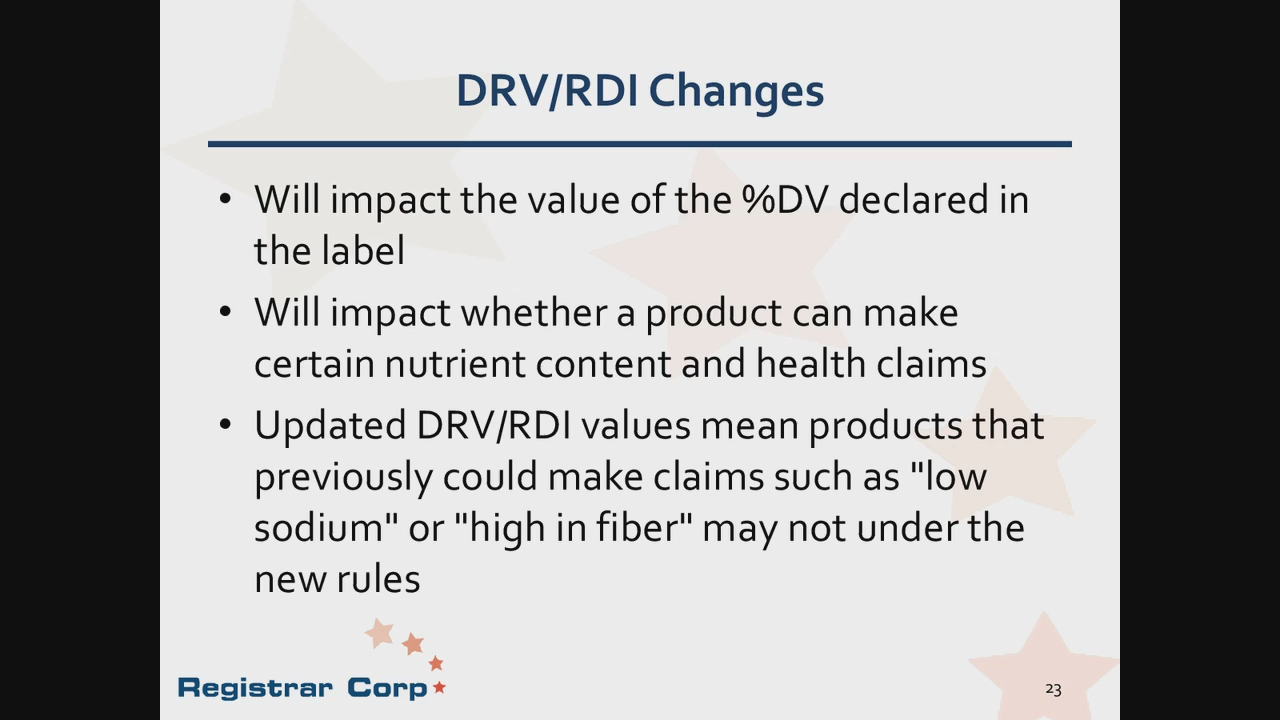 DRV/RDI Changes
• Will impact the value of the %DV declared in
the label
• Will impact whether a product can make
certain nutrient content and health claims
• Updated DRV/RDI values mean products that
previously could make claims such as "low
sodium" or "high in fiber" may not under the
new rules
Registrar Corp
23